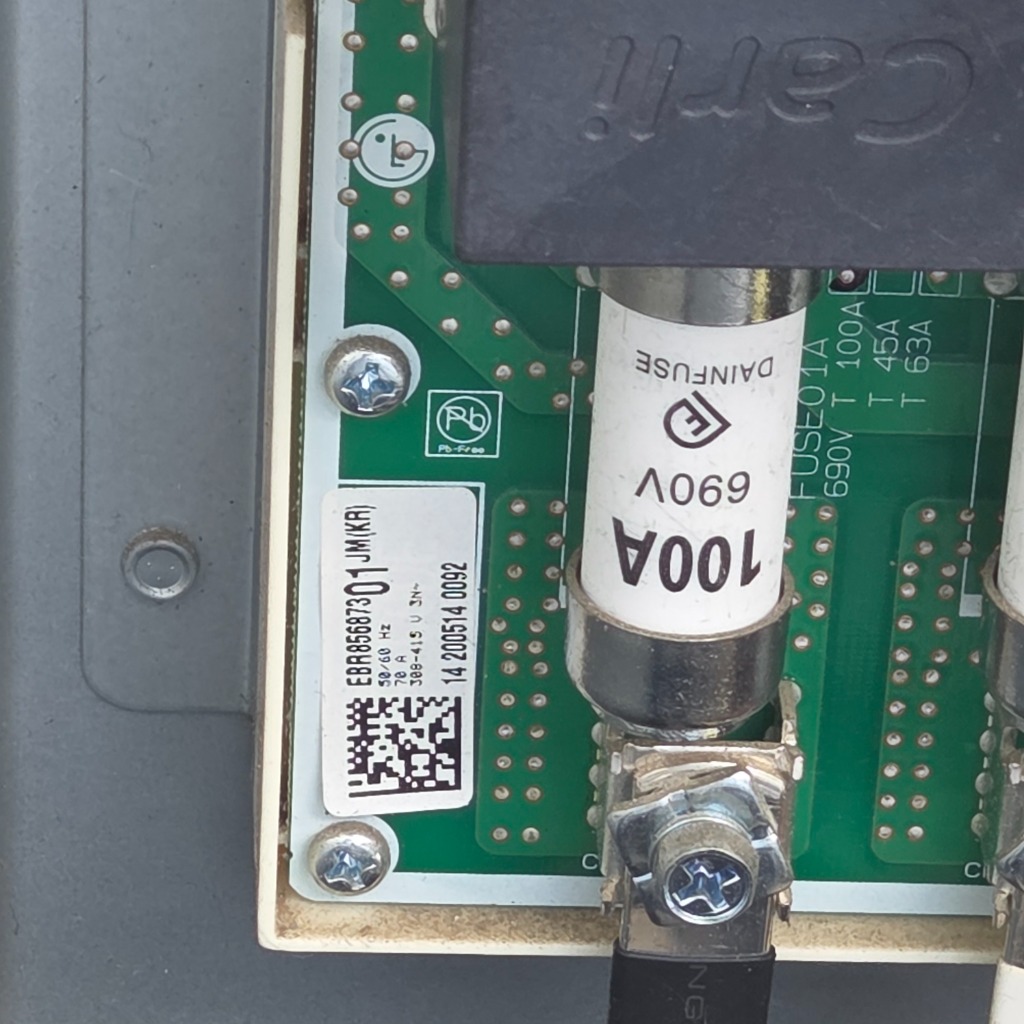 Carli
DAINFUSE
690V
100A
FUSE01A
690V T 100A
T 45A
T 63A
Pb
Pb-Free
EBR85687301 JM(KR)
50/60 Hz
70 A
380-415 V 3N~
14 200514 0092